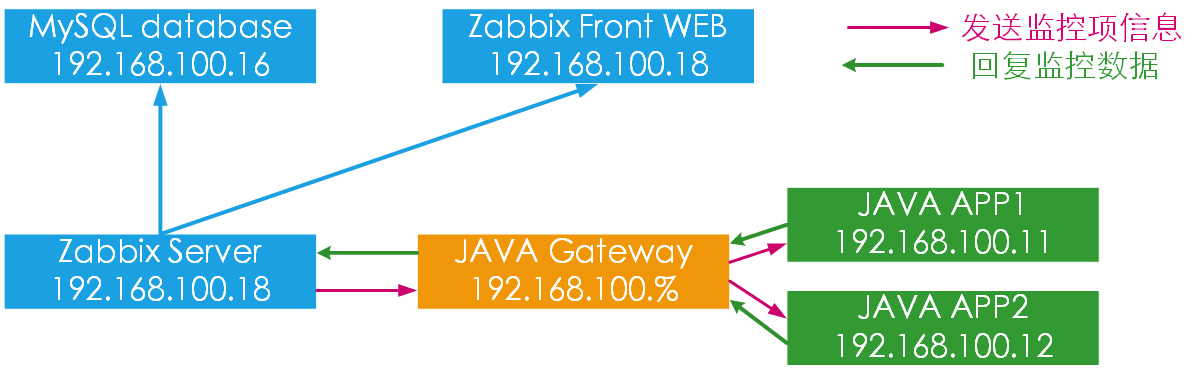 MySQL database
192.168.100.16
Zabbix Front WEB
192.168.100.18
发送监控项信息
回复监控数据
Zabbix Server
192.168.100.18
JAVA Gateway
192.168.100.%
JAVA APP1
192.168.100.11
JAVA APP2
192.168.100.12